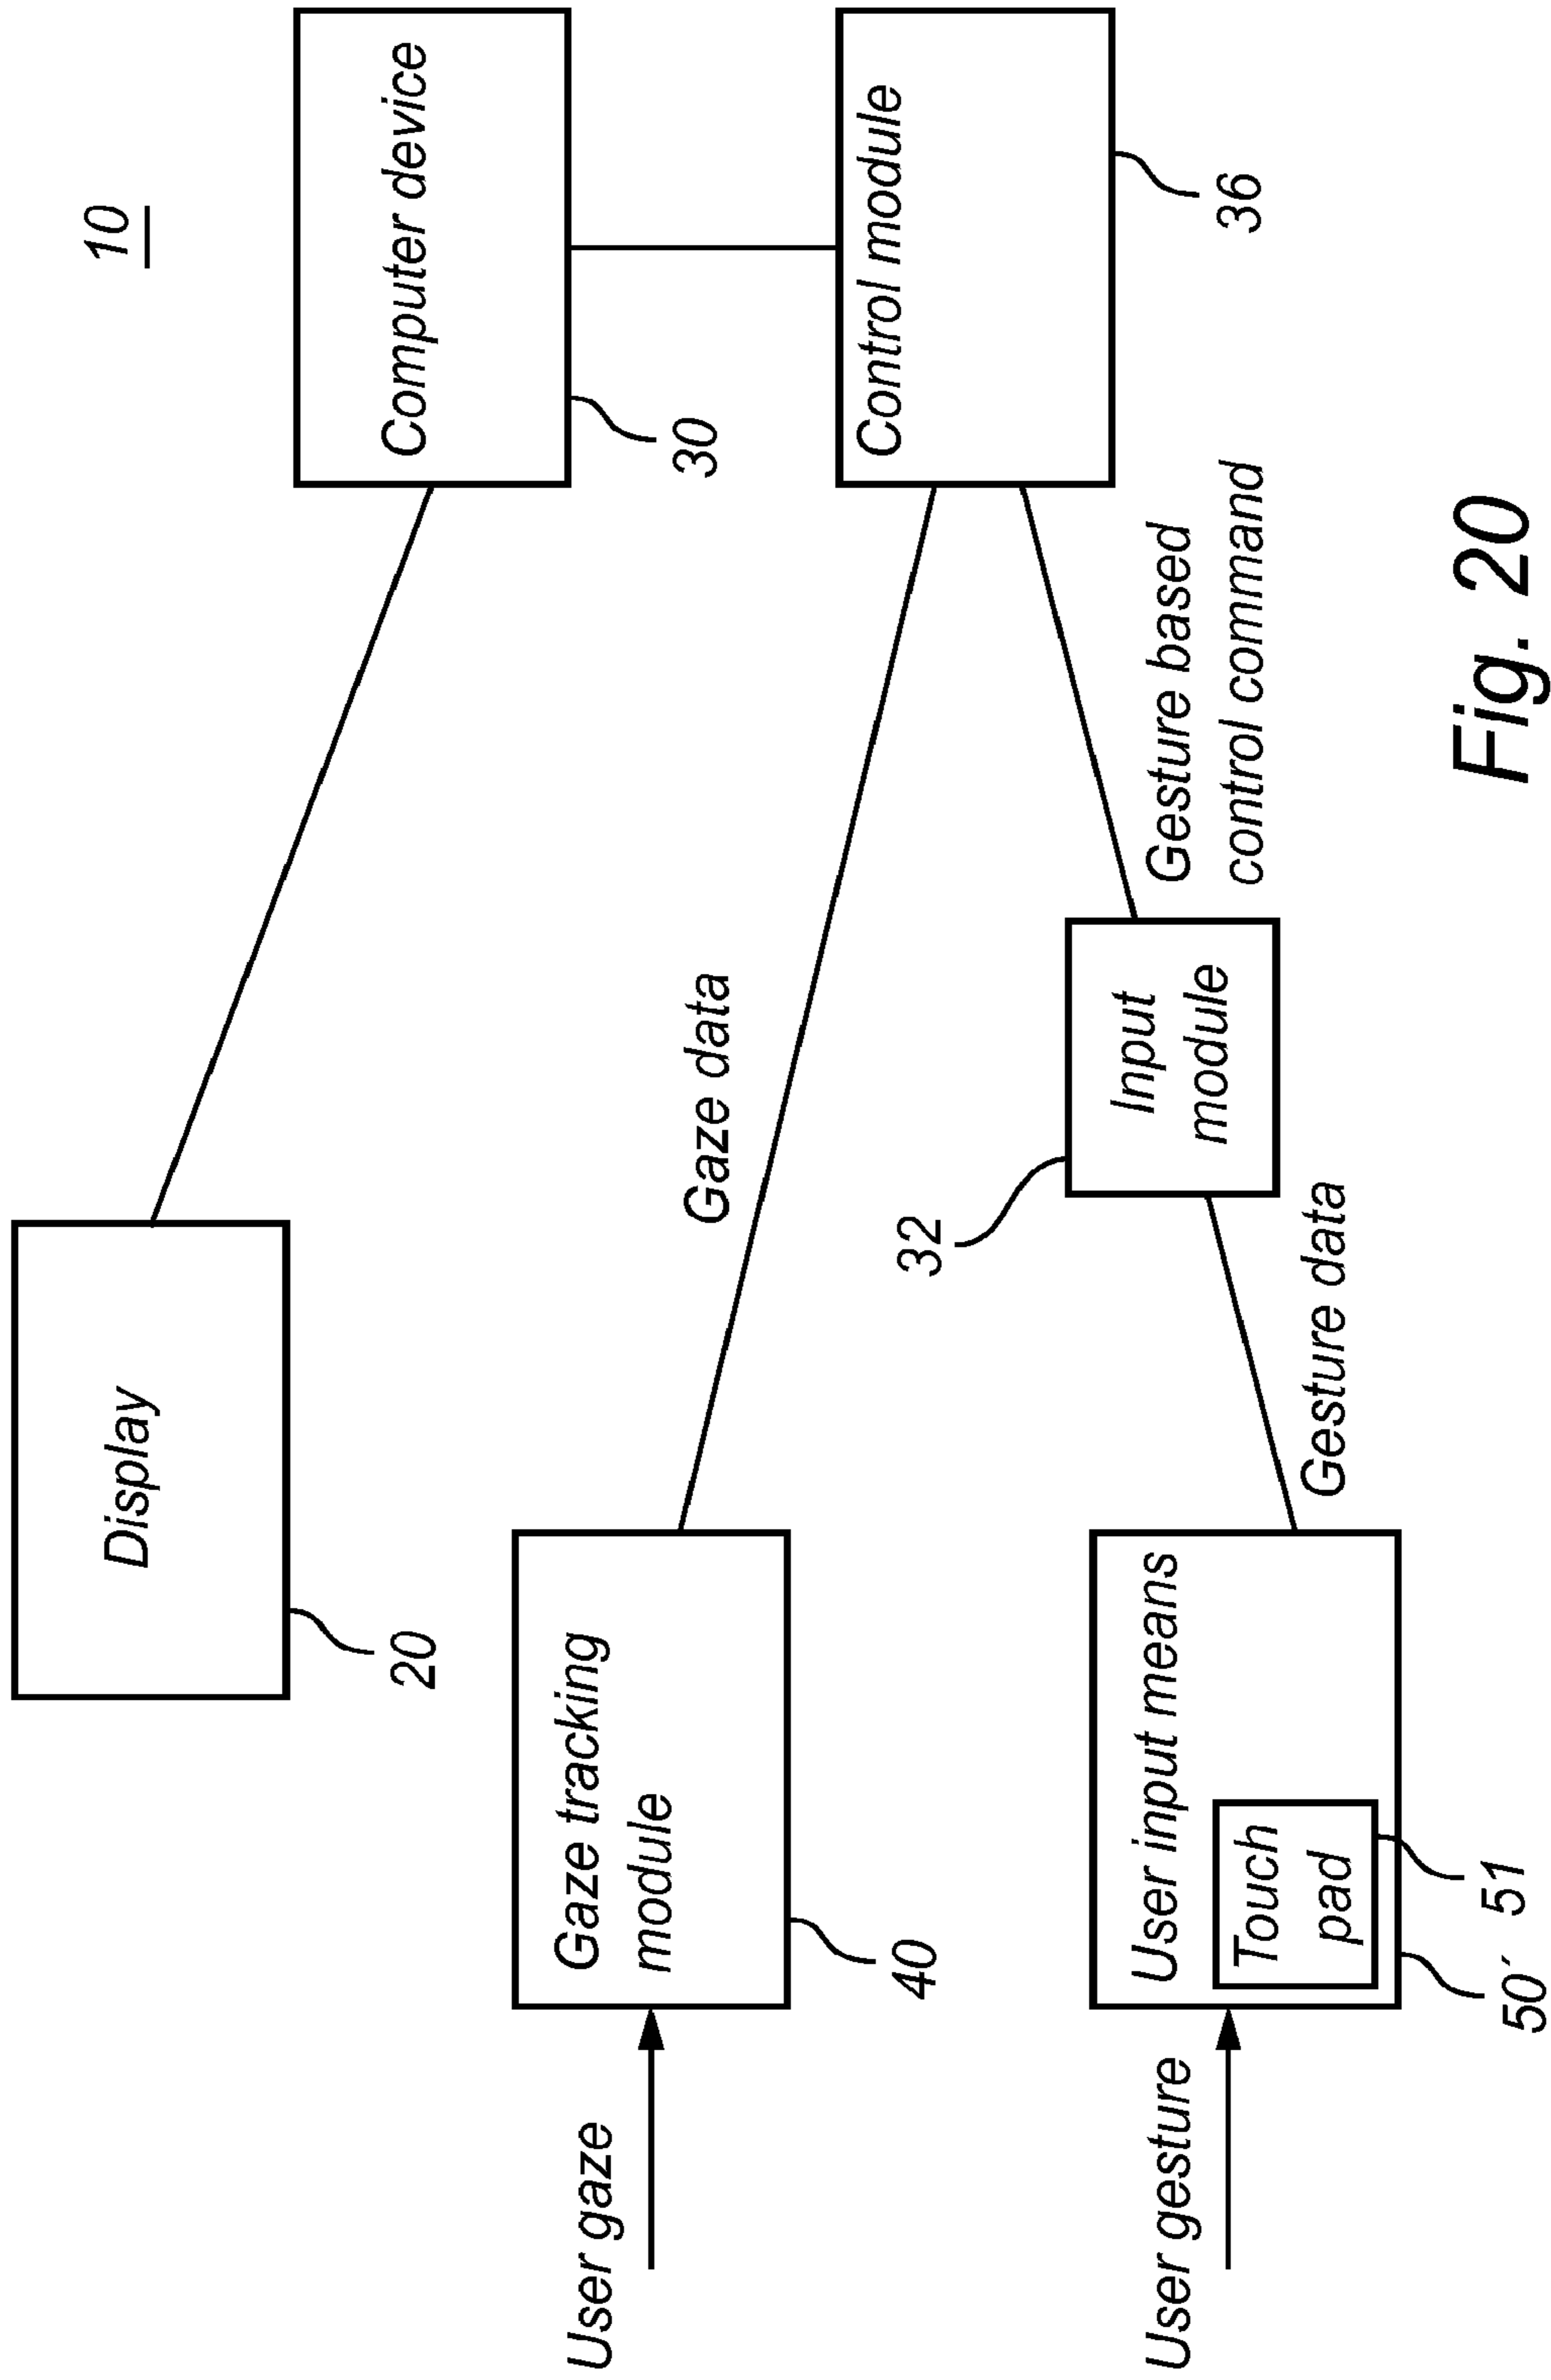 10
Display
20
Computer device
30
User gaze
Gaze tracking
module
40
Gaze data
Control module
36
User gesture
User input means
Touch
pad
51
50´
Gesture data
32
Input
module
Gesture based
control command
Fig. 20